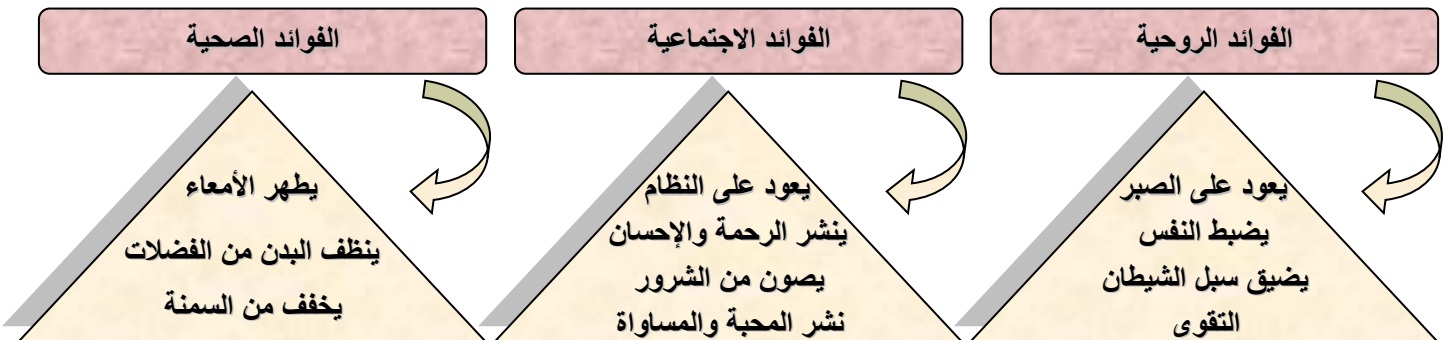 الفوائد الروحية
يعود على الصبر
يضبط النفس
يضيق سبل الشيطان
التقوى
الفوائد الاجتماعية
يعود على النظام
ينشر الرحمة والإحسان
يصون من الشرور
نشر المحبة والمساواة
الفوائد الصحية
يطهر الأمعاء
ينظف البدن من الفضلات
يخفف من السمنة